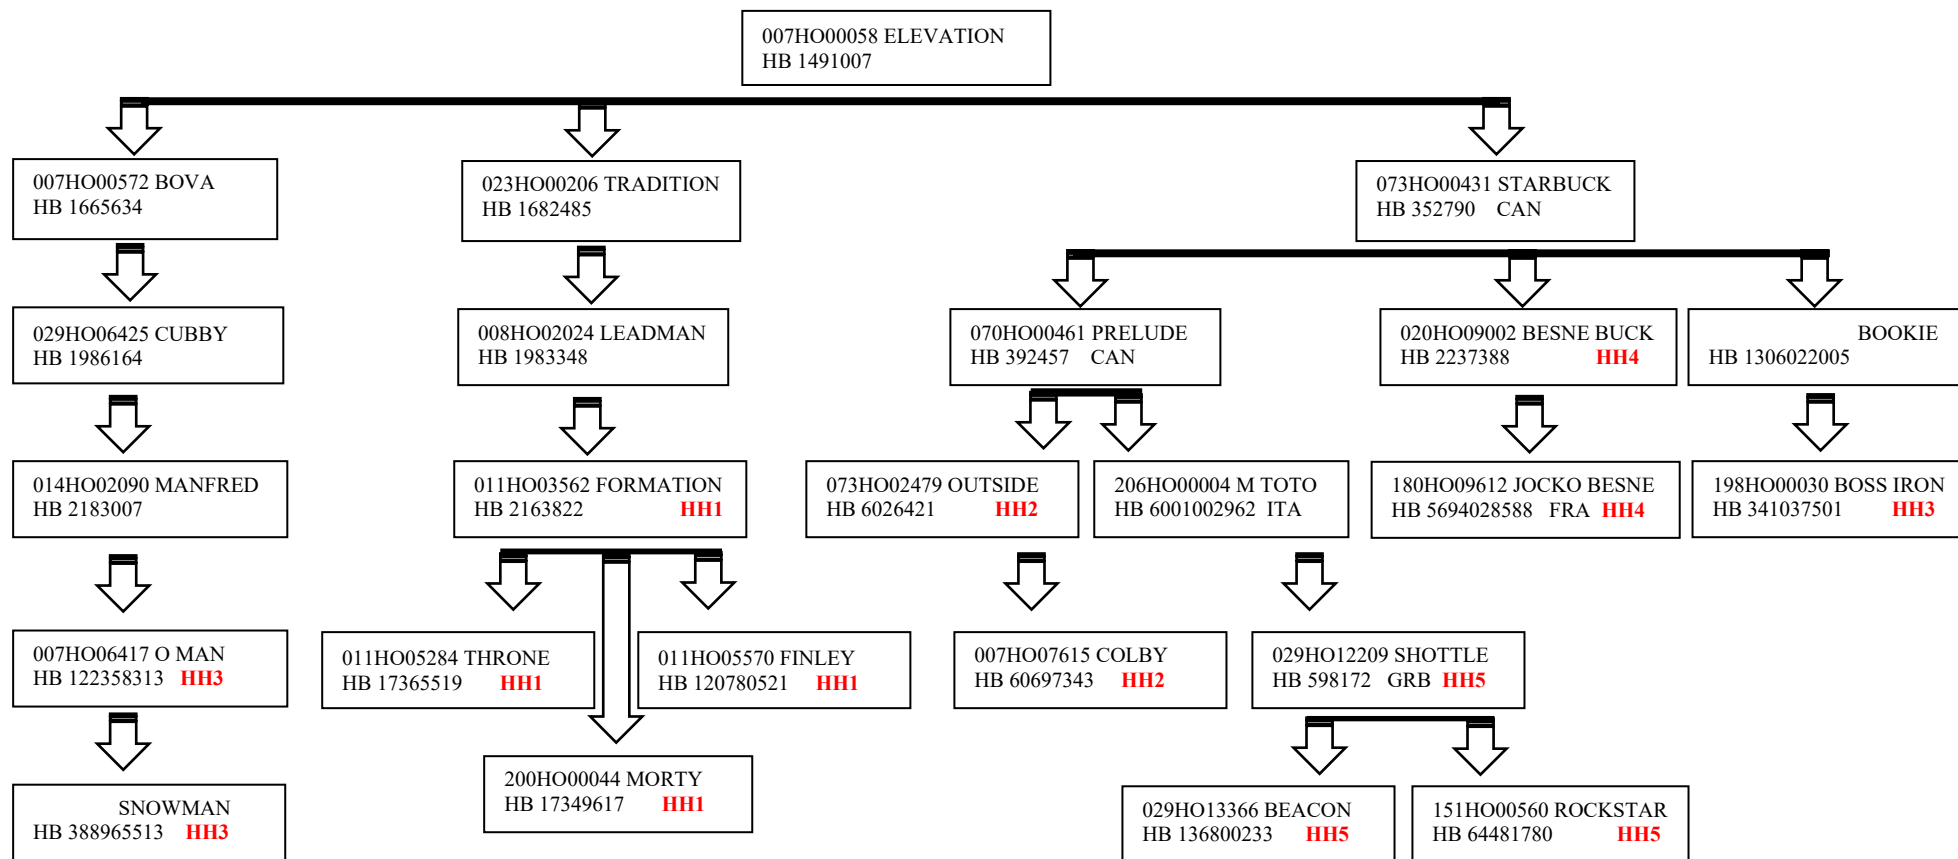 007HO00058 ELEVATION
HB 1491007
007HO00572 BOVA
HB 1665634
023HO00206 TRADITION
HB 1682485
073HO00431 STARBUCK
HB 352790 CAN
029HO06425 CUBBY
HB 1986164
008HO02024 LEADMAN
HB 1983348
070HO00461 PRELUDE
HB 392457 CAN
020HO09002 BESNE BUCK
HB 2237388 HH4
BOOKIE
HB 1306022005
014HO02090 MANFRED
HB 2183007
011HO03562 FORMATION
HB 2163822 HH1
073HO02479 OUTSIDE
HB 6026421 HH2
206HO00004 M TOTO
HB 6001002962 ITA
180HO09612 JOCKO BESNE
HB 5694028588 FRA HH4
198HO00030 BOSS IRON
HB 341037501 HH3
007HO06417 O MAN
HB 122358313 HH3
011HO05284 THRONE
HB 17365519 HH1
011HO05570 FINLEY
HB 120780521 HH1
007HO07615 COLBY
HB 60697343 HH2
029HO12209 SHOTTLE
HB 598172 GRB HH5
200HO00044 MORTY
HB 17349617 HH1
SNOWMAN
HB 388965513 HH3
029HO13366 BEACON
HB 136800233 HH5
151HO00560 ROCKSTAR
HB 64481780 HH5